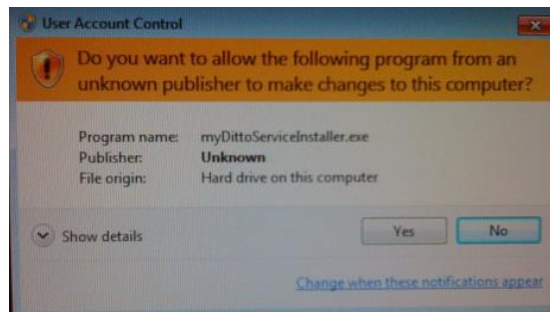 User Account Control
Do you want to allow the following program from an
unknown publisher to make changes to this computer?
Program name: myDittoServiceInstaller.exe
Publisher: Unknown
File origin: Hard drive on this computer
Show details
Yes
No
Change when these notifications appear